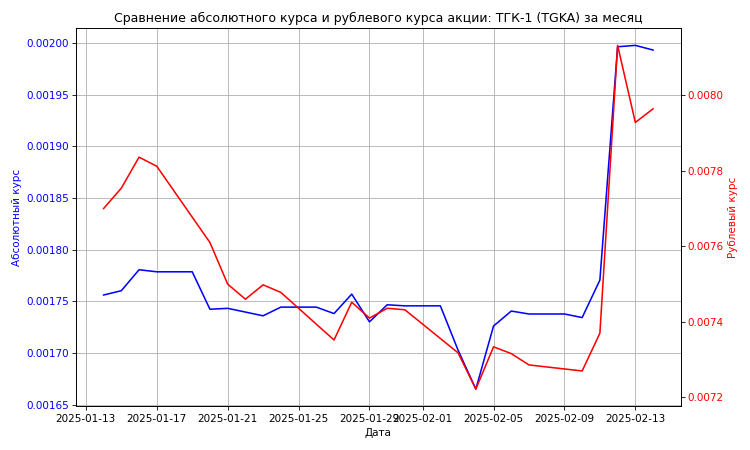 Сравнение абсолютного курса и рублевого курса акции: ТГК-1 (TGKA) за месяц
0.00200
0.00195
0.00190
0.00185
0.00180
0.00175
0.00170
0.00165
Абсолютный курс
0.0080
0.0078
0.0076
0.0074
0.0072
Рублевый курс
2025-01-13 2025-01-17 2025-01-21 2025-01-25 2025-01-29 2025-02-01 2025-02-05 2025-02-09 2025-02-13
Дата